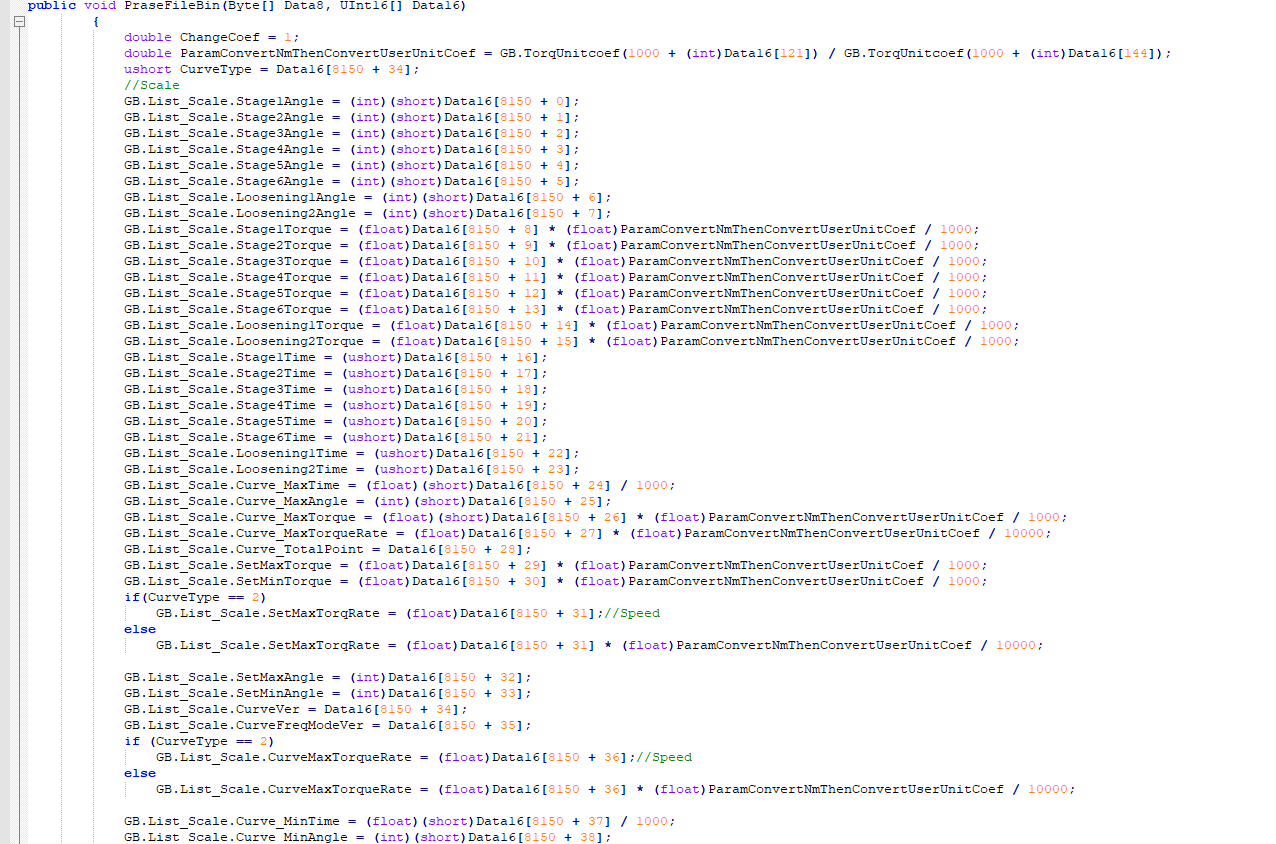 public void PraseFileBin(Byte[] Data8, UInt16[] Data16)
{
double ChangeCoef = 1;
double ParamConvertNmThenConvertUserUnitCoef = GB.TorqUnitcoef(1000 + (int)Data16[121]) / GB.TorqUnitcoef(1000 + (int)Data16[144]);
ushort CurveType = Data16[8150 + 34];
//Scale
GB.List_Scale.Stage1Angle = (int)(short)Data16[8150 + 0];
GB.List_Scale.Stage2Angle = (int)(short)Data16[8150 + 1];
GB.List_Scale.Stage3Angle = (int)(short)Data16[8150 + 2];
GB.List_Scale.Stage4Angle = (int)(short)Data16[8150 + 3];
GB.List_Scale.Stage5Angle = (int)(short)Data16[8150 + 4];
GB.List_Scale.Stage6Angle = (int)(short)Data16[8150 + 5];
GB.List_Scale.Loosening1Angle = (int)(short)Data16[8150 + 6];
GB.List_Scale.Loosening2Angle = (int)(short)Data16[8150 + 7];
GB.List_Scale.Stage1Torque = (float)Data16[8150 + 8] * (float)ParamConvertNmThenConvertUserUnitCoef / 1000;
GB.List_Scale.Stage2Torque = (float)Data16[8150 + 9] * (float)ParamConvertNmThenConvertUserUnitCoef / 1000;
GB.List_Scale.Stage3Torque = (float)Data16[8150 + 10] * (float)ParamConvertNmThenConvertUserUnitCoef / 1000;
GB.List_Scale.Stage4Torque = (float)Data16[8150 + 11] * (float)ParamConvertNmThenConvertUserUnitCoef / 1000;
GB.List_Scale.Stage5Torque = (float)Data16[8150 + 12] * (float)ParamConvertNmThenConvertUserUnitCoef / 1000;
GB.List_Scale.Stage6Torque = (float)Data16[8150 + 13] * (float)ParamConvertNmThenConvertUserUnitCoef / 1000;
GB.List_Scale.Loosening1Torque = (float)Data16[8150 + 14] * (float)ParamConvertNmThenConvertUserUnitCoef / 1000;
GB.List_Scale.Loosening2Torque = (float)Data16[8150 + 15] * (float)ParamConvertNmThenConvertUserUnitCoef / 1000;
GB.List_Scale.Stage1Time = (ushort)Data16[8150 + 16];
GB.List_Scale.Stage2Time = (ushort)Data16[8150 + 17];
GB.List_Scale.Stage3Time = (ushort)Data16[8150 + 18];
GB.List_Scale.Stage4Time = (ushort)Data16[8150 + 19];
GB.List_Scale.Stage5Time = (ushort)Data16[8150 + 20];
GB.List_Scale.Stage6Time = (ushort)Data16[8150 + 21];
GB.List_Scale.Loosening1Time = (ushort)Data16[8150 + 22];
GB.List_Scale.Loosening2Time = (ushort)Data16[8150 + 23];
GB.List_Scale.Curve_MaxTime = (float)(short)Data16[8150 + 24] / 1000;
GB.List_Scale.Curve_MaxAngle = (int)(short)Data16[8150 + 25];
GB.List_Scale.Curve_MaxTorque = (float)(short)Data16[8150 + 26] * (float)ParamConvertNmThenConvertUserUnitCoef / 1000;
GB.List_Scale.Curve_MaxTorqueRate = (float)Data16[8150 + 27] * (float)ParamConvertNmThenConvertUserUnitCoef / 10000;
GB.List_Scale.Curve_TotalPoint = Data16[8150 + 28];
GB.List_Scale.SetMaxTorque = (float)Data16[8150 + 29] * (float)ParamConvertNmThenConvertUserUnitCoef / 1000;
GB.List_Scale.SetMinTorque = (float)Data16[8150 + 30] * (float)ParamConvertNmThenConvertUserUnitCoef / 1000;
if(CurveType == 2)
GB.List_Scale.SetMaxTorqRate = (float)Data16[8150 + 31];//Speed
else
GB.List_Scale.SetMaxTorqRate = (float)Data16[8150 + 31] * (float)ParamConvertNmThenConvertUserUnitCoef / 10000;
GB.List_Scale.SetMaxAngle = (int)Data16[8150 + 32];
GB.List_Scale.SetMinAngle = (int)Data16[8150 + 33];
GB.List_Scale.CurveVer = Data16[8150 + 34];
GB.List_Scale.CurveFreqModeVer = Data16[8150 + 35];
if (CurveType == 2)
GB.List_Scale.CurveMaxTorqueRate = (float)Data16[8150 + 36];//Speed
else
GB.List_Scale.CurveMaxTorqueRate = (float)Data16[8150 + 36] * (float)ParamConvertNmThenConvertUserUnitCoef / 10000;
GB.List_Scale.Curve_MinTime = (float)(short)Data16[8150 + 37] / 1000;
GB.List_Scale.Curve_MinAngle = (int)(short)Data16[8150 + 38];